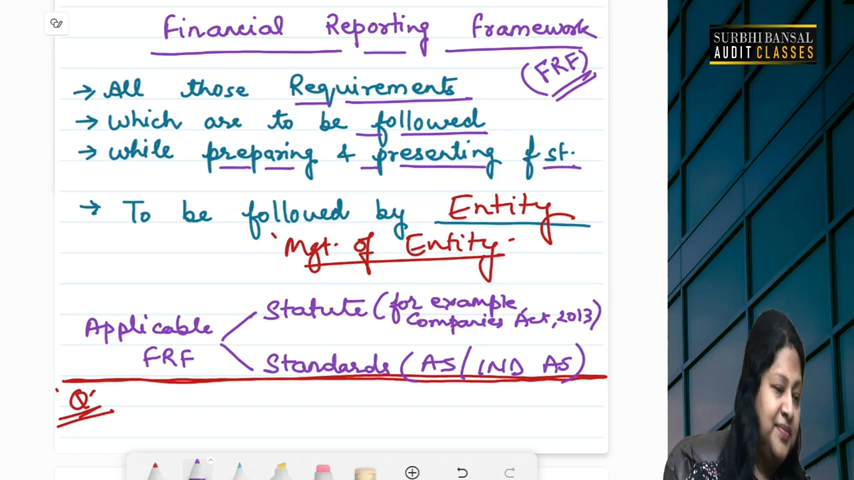 Financial Reporting Framework
(FRF)
→ All those Requirements
→ which are to be followed
→ while preparing & presenting f st.
→ To be followed by Entity
'Mgt. of Entity.
Applicable FRF
Statute (for example Companies Act, 2013)
Standards (AS/IND AS)
'Q'
SURBHI BANSAL
AUDIT CLASSES